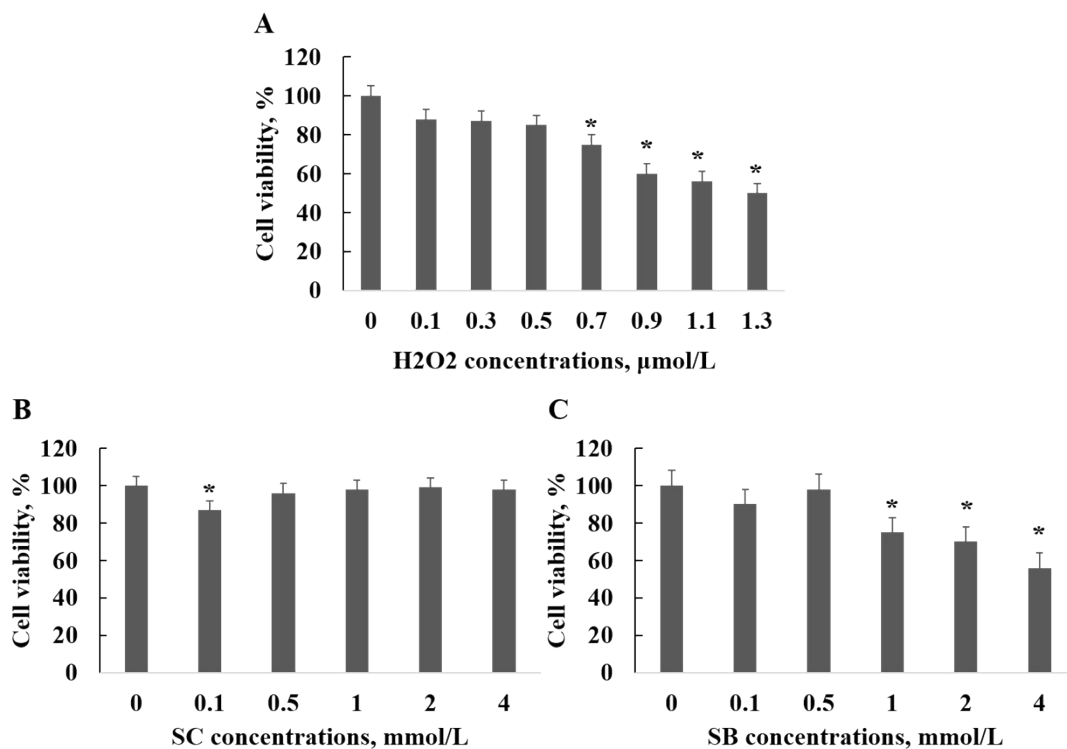 A
120
100
80
60
40
20
0
Cell viability, %
* * * *
0 0.1 0.3 0.5 0.7 0.9 1.1 1.3
H2O2 concentrations, µmol/L
B
120
100
80
60
40
20
0
Cell viability, %
*
0 0.1 0.5 1 2 4
SC concentrations, mmol/L
C
120
100
80
60
40
20
0
Cell viability, %
* * *
0 0.1 0.5 1 2 4
SB concentrations, mmol/L